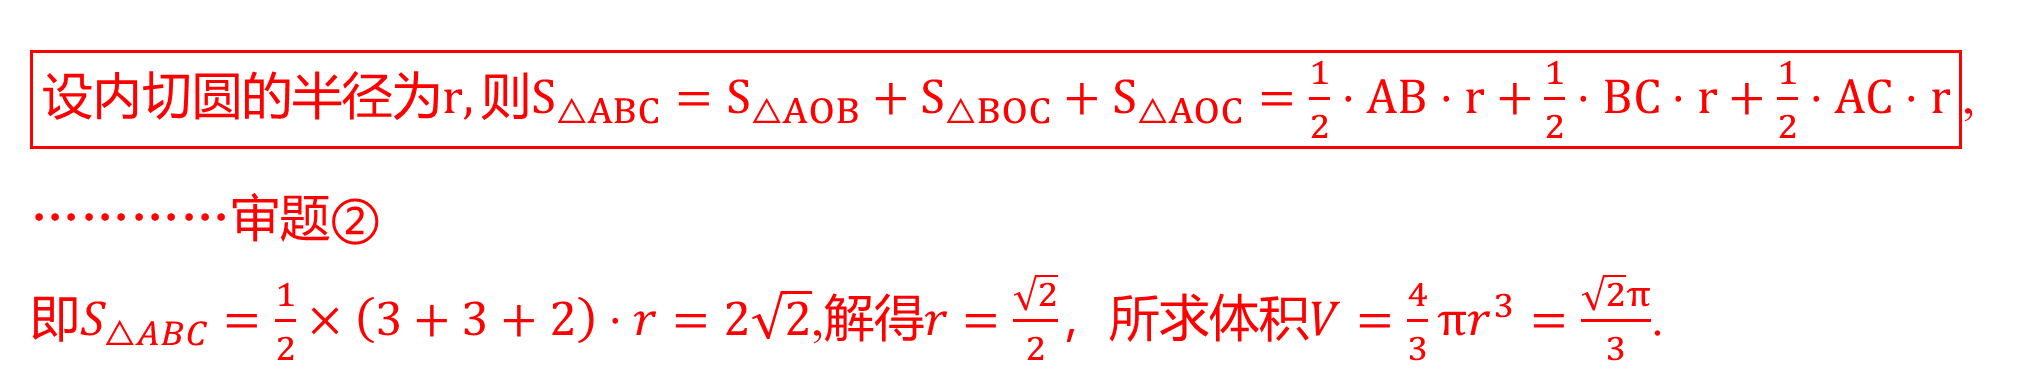 设内切圆的半径为r, 则S△ABC = S△AOB + S△BOC + S△AOC = 1/2 · AB · r + 1/2 · BC · r + 1/2 · AC · r,
…………审题②
即S△ABC = 1/2 × (3 + 3 + 2) · r = 2√2,解得r = √2/2, 所求体积V = 4/3 πr³ = √2π/3.